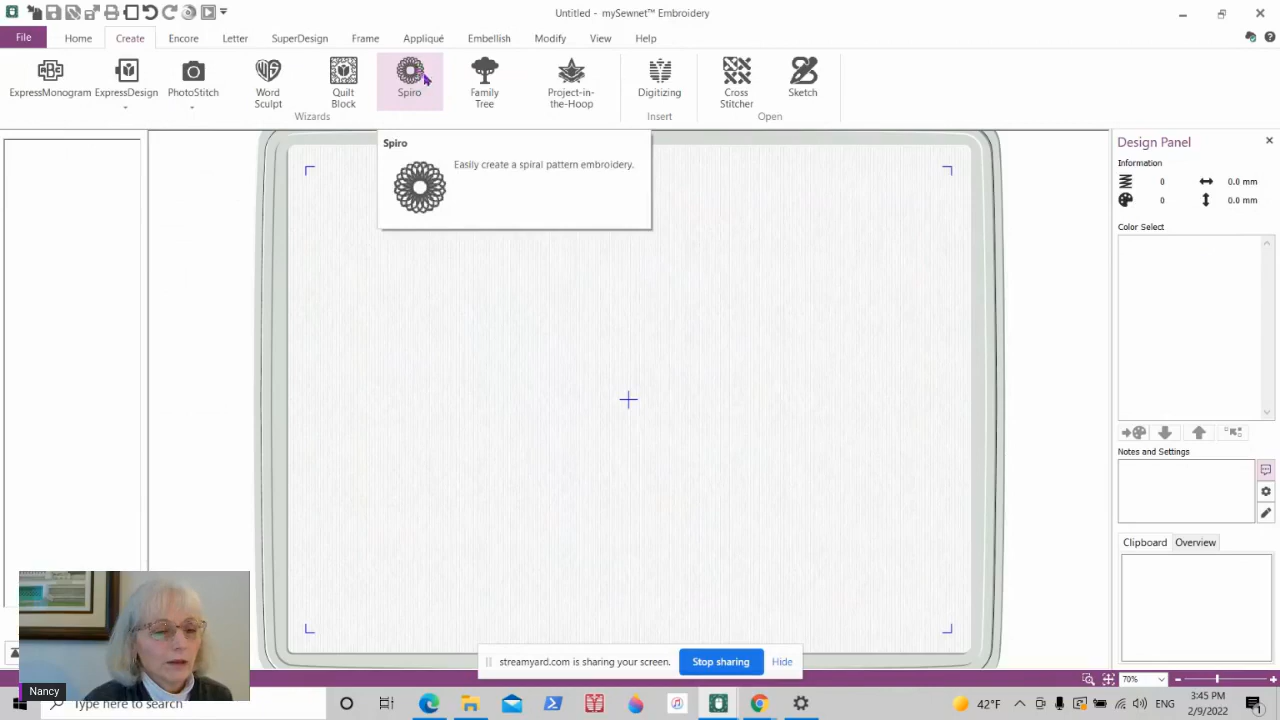 Untitled - mySewnet™ Embroidery
File Home Create Encore Letter SuperDesign Frame Appliqué Embellish Modify View Help
ExpressMonogram ExpressDesign PhotoStitch Word Sculpt Quilt Block Spiro Family Tree Project-in-the-Hoop Digitizing Cross Stitcher Sketch
Wizards Insert Open
Spiro
Easily create a spiral pattern embroidery.
Design Panel
Information
0 0.0 mm
0 0.0 mm
Color Select
Notes and Settings
Clipboard Overview
streamyard.com is sharing your screen. Stop sharing Hide
70%
Nancy
Type here to search
42°F
ENG
3:45 PM
2/9/2022
1